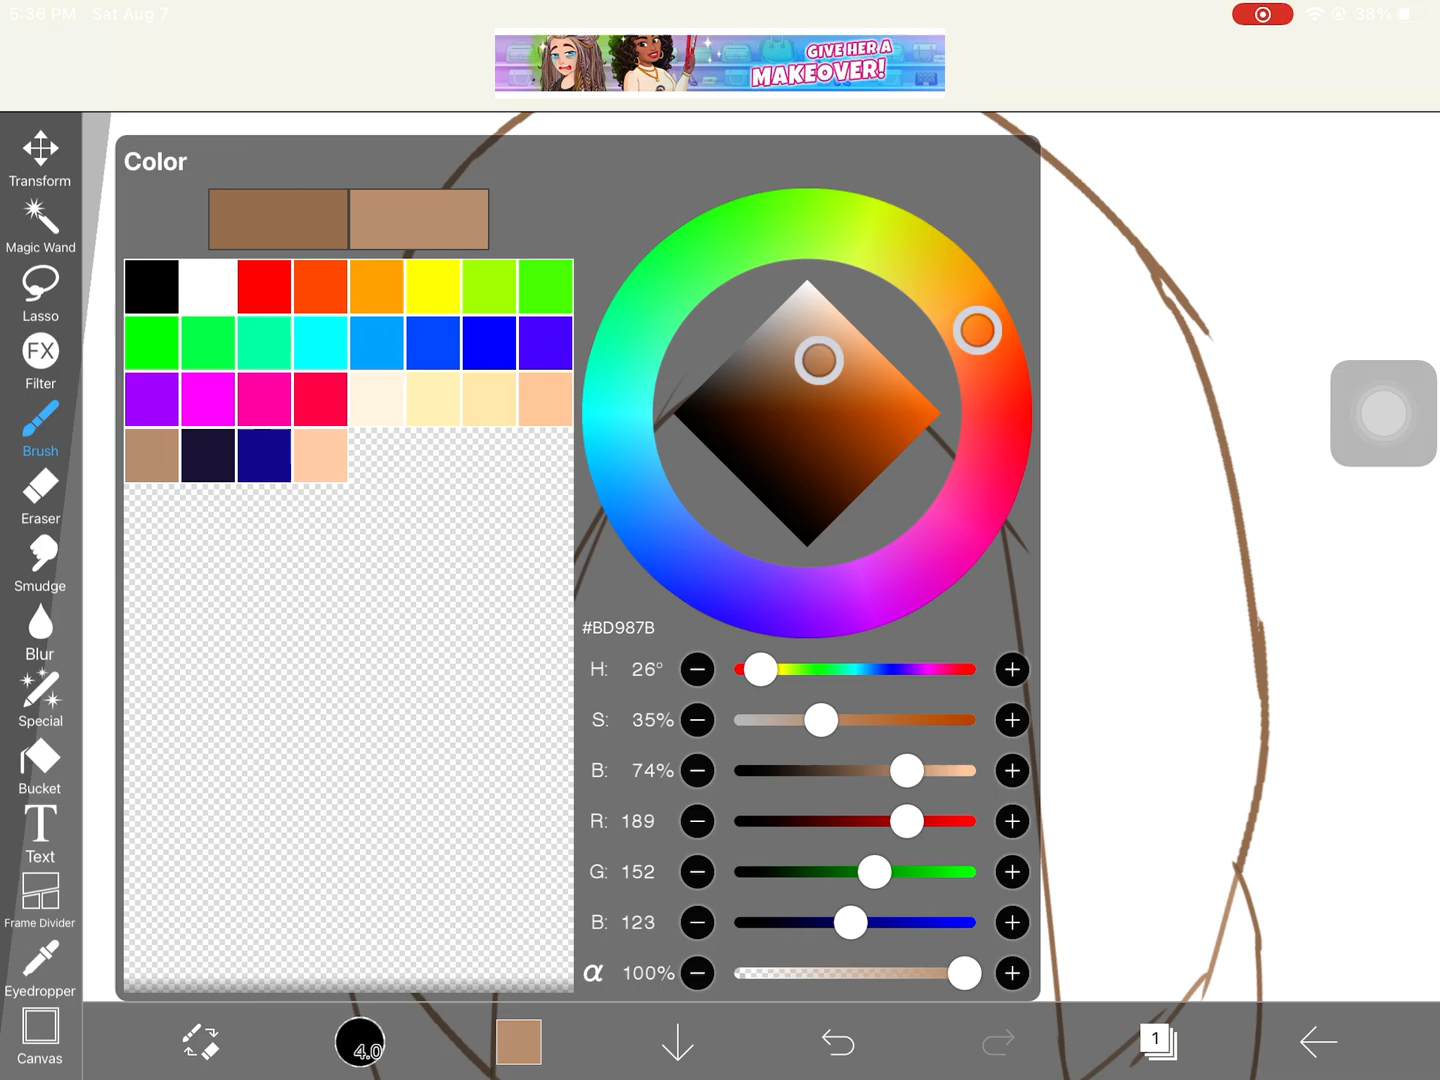 5:36 PM Sat Aug 7
38%
GIVE HER A
MAKEOVER!
Color
Transform
Magic Wand
Lasso
FX
Filter
Brush
Eraser
Smudge
Blur
Special
Bucket
T
Text
Frame Divider
Eyedropper
Canvas
#BD987B
H: 26°
S: 35%
B: 74%
R: 189
G: 152
B: 123
α 100%
4.0
1